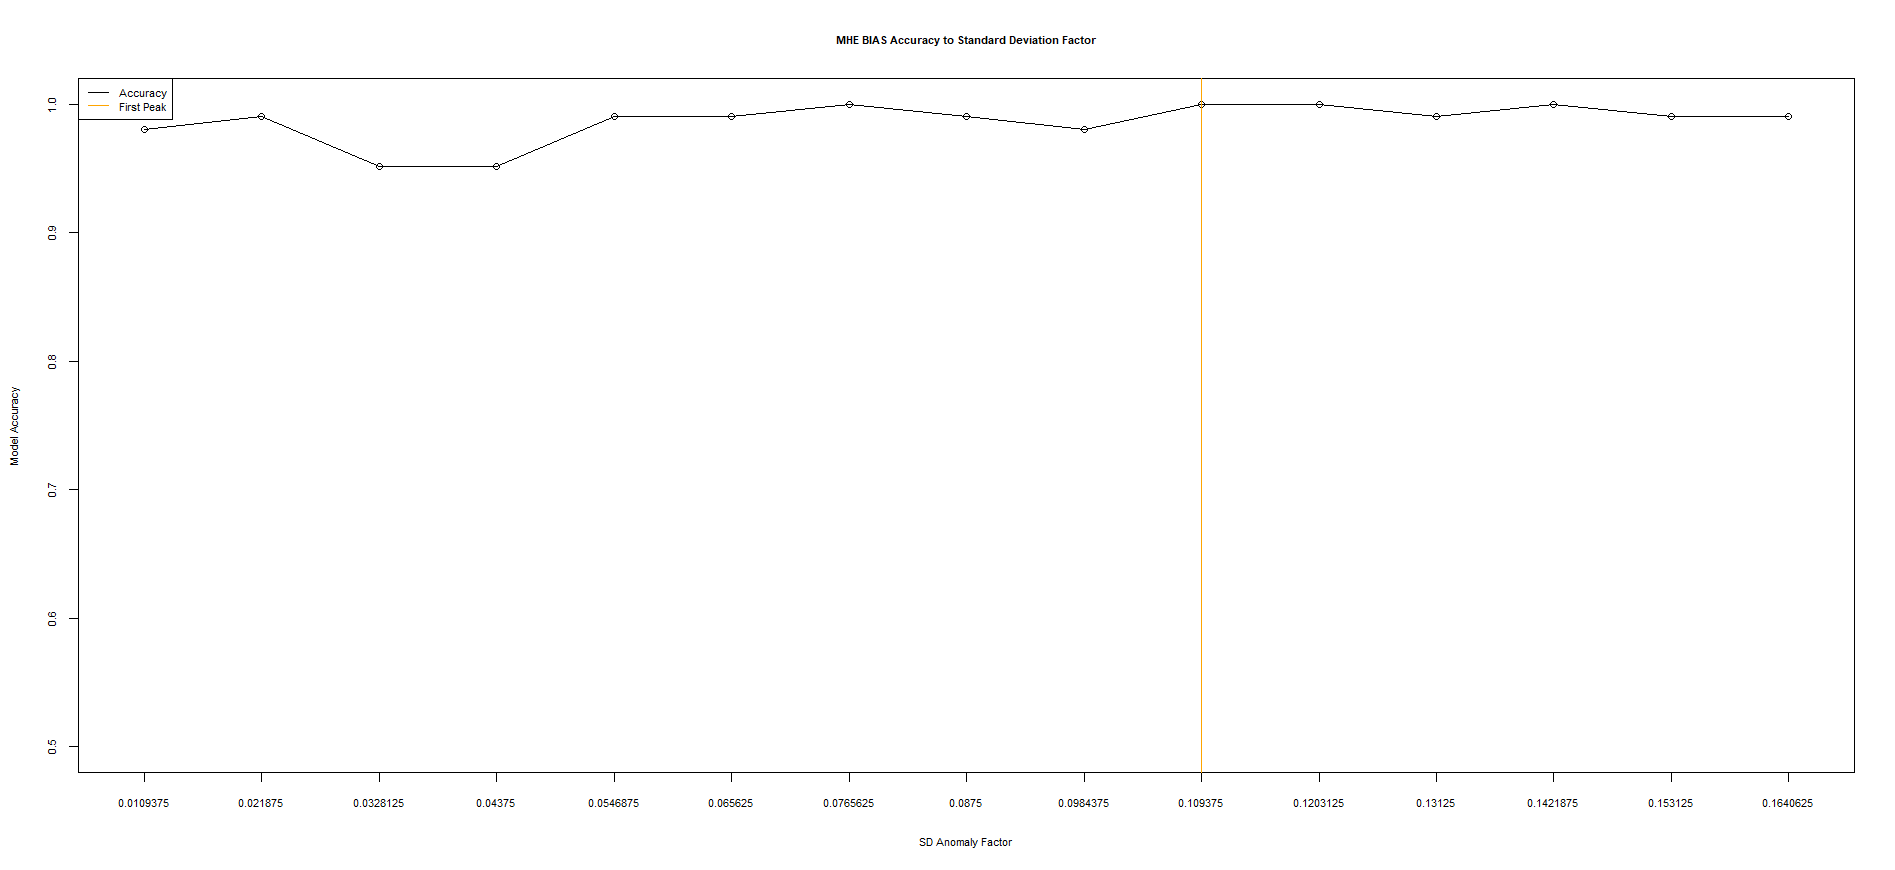 MHE BIAS Accuracy to Standard Deviation Factor
Accuracy
First Peak
1.0
0.9
0.8
0.7
0.6
0.5
Model Accuracy
0.0109375 0.021875 0.0328125 0.04375 0.0546875 0.065625 0.0765625 0.0875 0.0984375 0.109375 0.1203125 0.13125 0.1421875 0.153125 0.1640625
SD Anomaly Factor